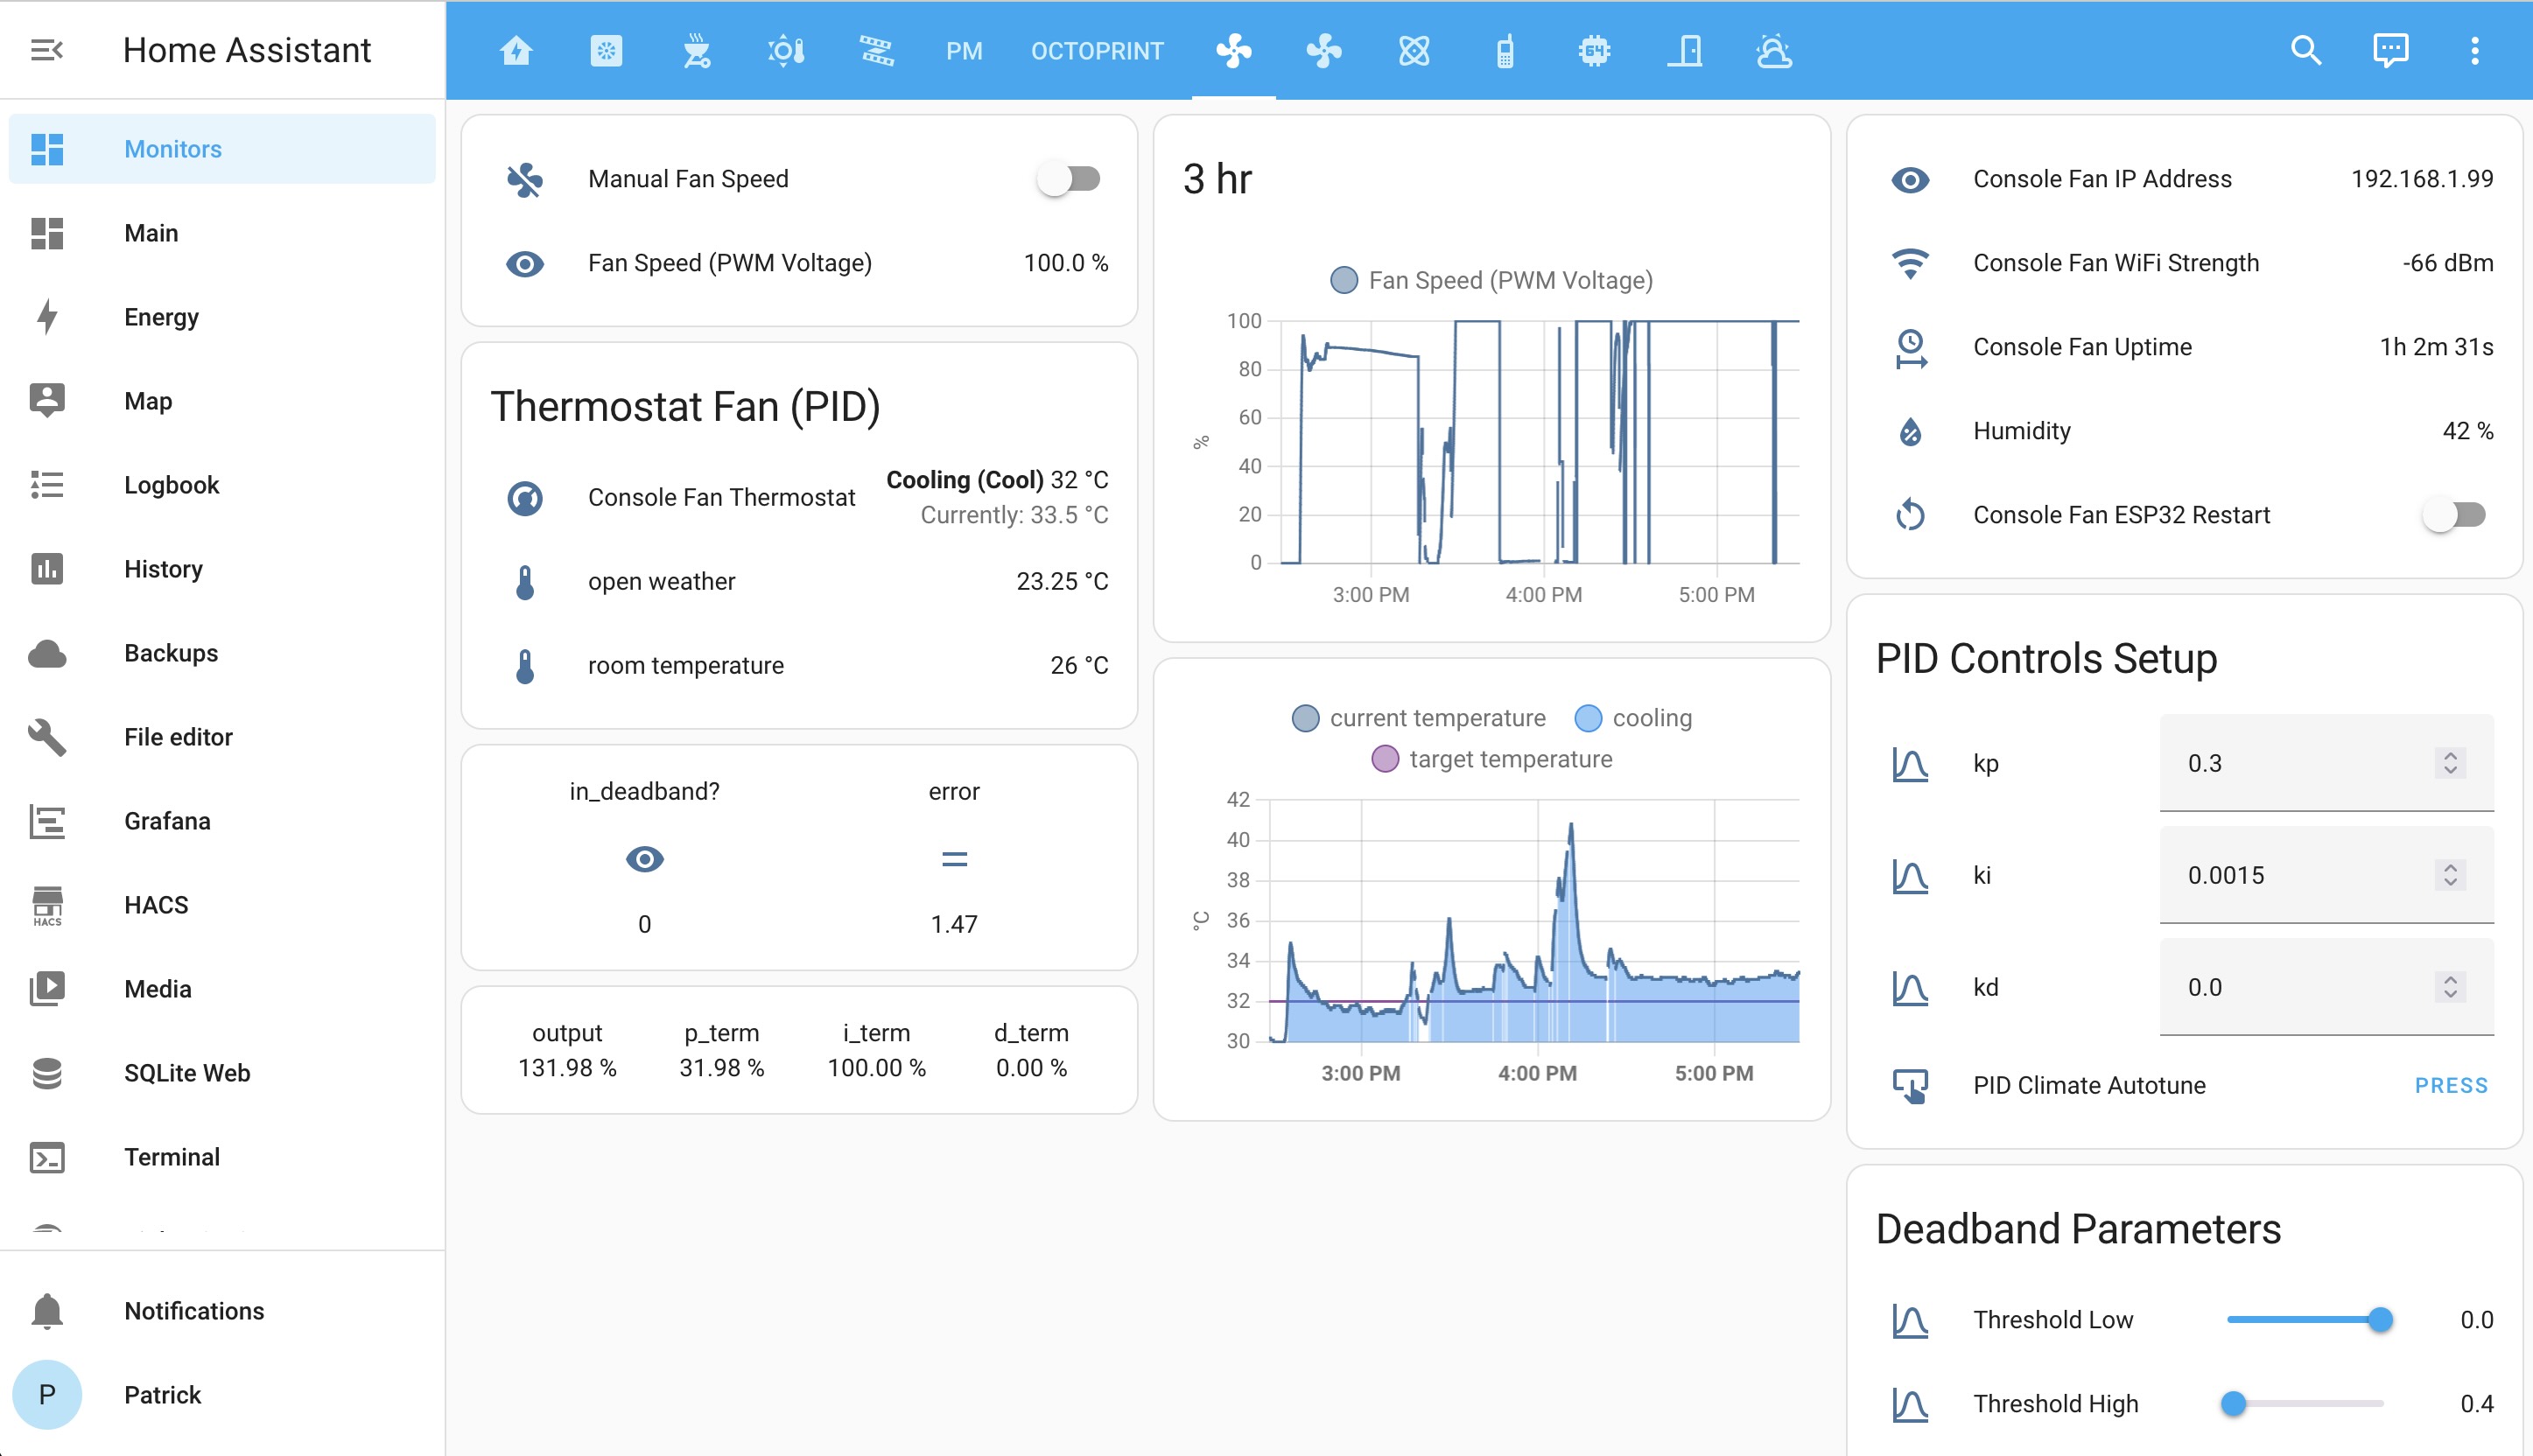 Home Assistant
PM
OCTOPRINT
64
Monitors
Main
Energy
Map
Logbook
History
Backups
File editor
Grafana
HACS
HACS
Media
SQLite Web
Terminal
Notifications
P
Patrick
Manual Fan Speed
Fan Speed (PWM Voltage) 100.0 %
Thermostat Fan (PID)
Console Fan Thermostat
Cooling (Cool) 32 °C
Currently: 33.5 °C
open weather 23.25 °C
room temperature 26 °C
in_deadband? error
0 1.47
output p_term i_term d_term
131.98 % 31.98 % 100.00 % 0.00 %
3 hr
Fan Speed (PWM Voltage)
100
80
60
%
40
20
0
3:00 PM 4:00 PM 5:00 PM
current temperature cooling
target temperature
42
40
38
°C
36
34
32
30
3:00 PM 4:00 PM 5:00 PM
Console Fan IP Address 192.168.1.99
Console Fan WiFi Strength -66 dBm
Console Fan Uptime 1h 2m 31s
Humidity 42 %
Console Fan ESP32 Restart
PID Controls Setup
kp 0.3
ki 0.0015
kd 0.0
PID Climate Autotune PRESS
Deadband Parameters
Threshold Low 0.0
Threshold High 0.4